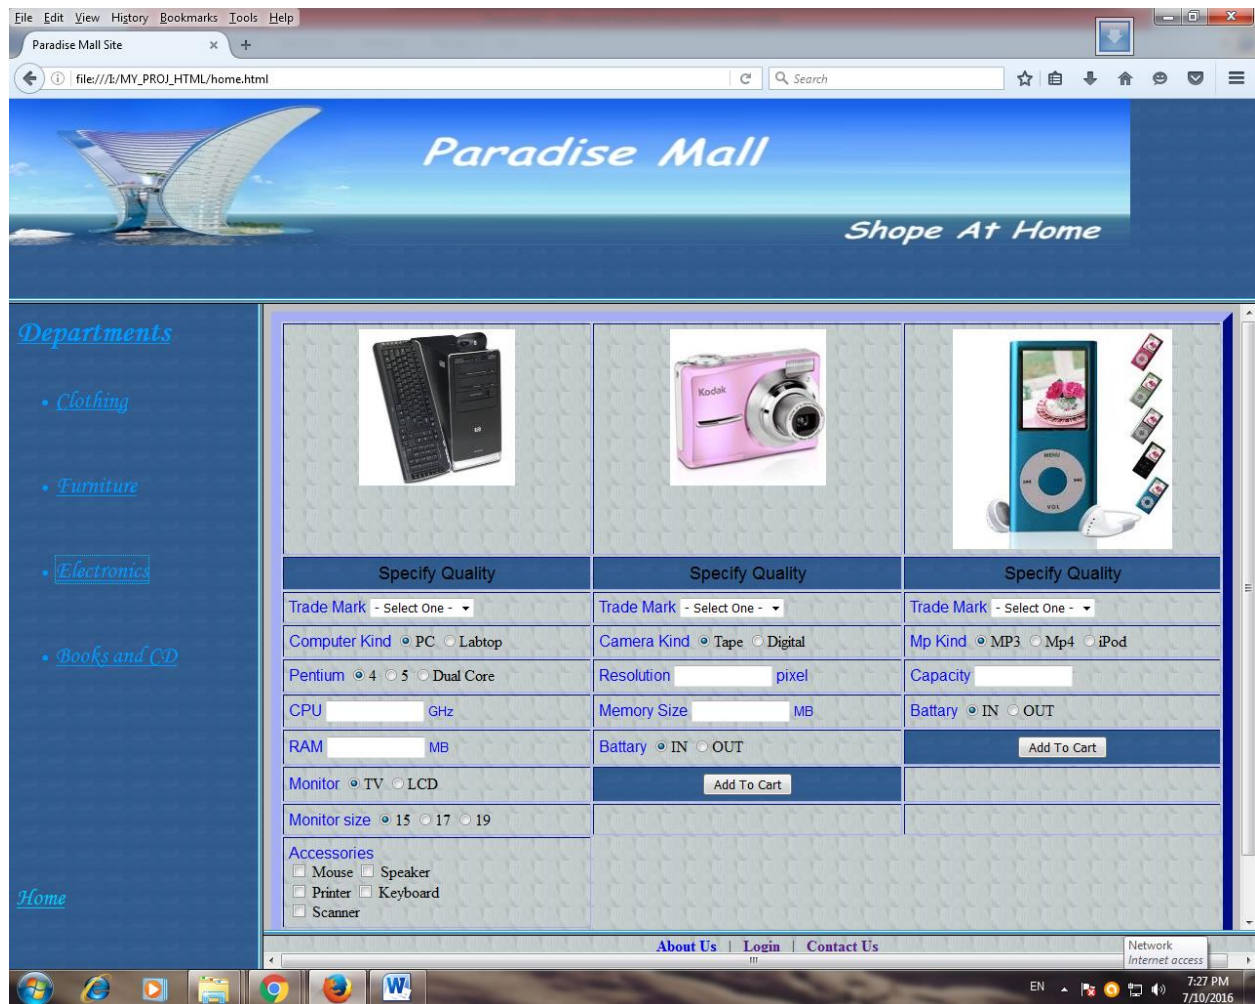 File Edit View History Bookmarks Tools Help
Paradise Mall Site
file:///I:/MY_PROJ_HTML/home.html
Search
Paradise Mall
Shope At Home
Departments
Clothing
Furniture
Electronics
Books and CD
Home
Kodak
hp
MENU
VOL
Specify Quality
Specify Quality
Specify Quality
Trade Mark - Select One -
Trade Mark - Select One -
Trade Mark - Select One -
Computer Kind PC Labtop
Camera Kind Tape Digital
Mp Kind MP3 Mp4 iPod
Pentium 4 5 Dual Core
Resolution pixel
Capacity
CPU GHz
Memory Size MB
Battary IN OUT
RAM MB
Battary IN OUT
Add To Cart
Monitor TV LCD
Add To Cart
Monitor size 15 17 19
Accessories
Mouse Speaker
Printer Keyboard
Scanner
About Us | Login | Contact Us
Network
Internet access
EN
7:27 PM
7/10/2016